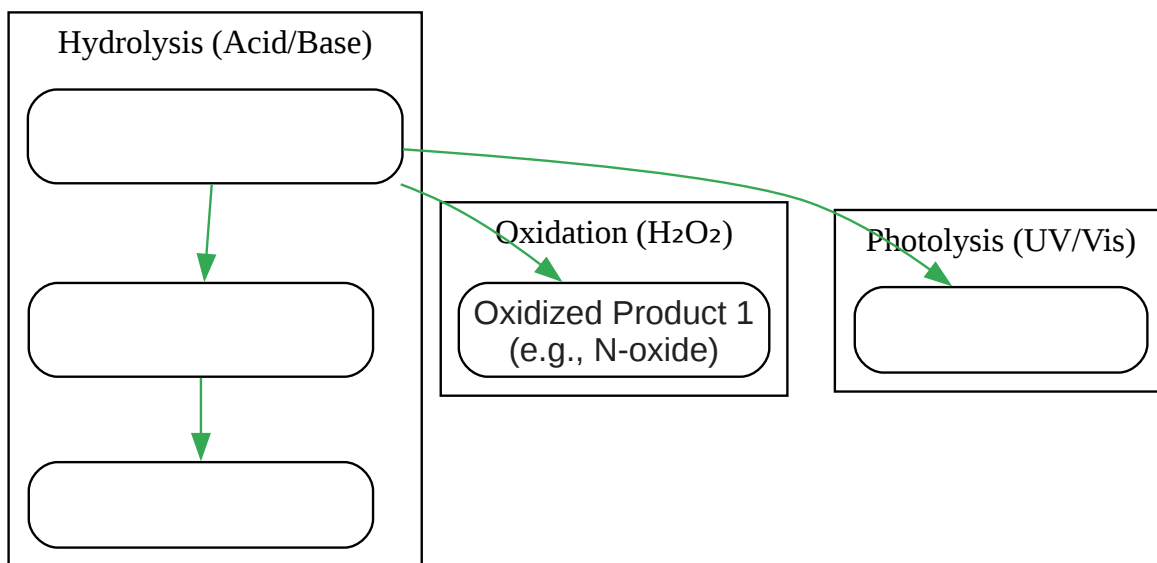 Hydrolysis (Acid/Base)
Oxidation (H₂O₂)
Oxidized Product 1
(e.g., N-oxide)
Photolysis (UV/Vis)